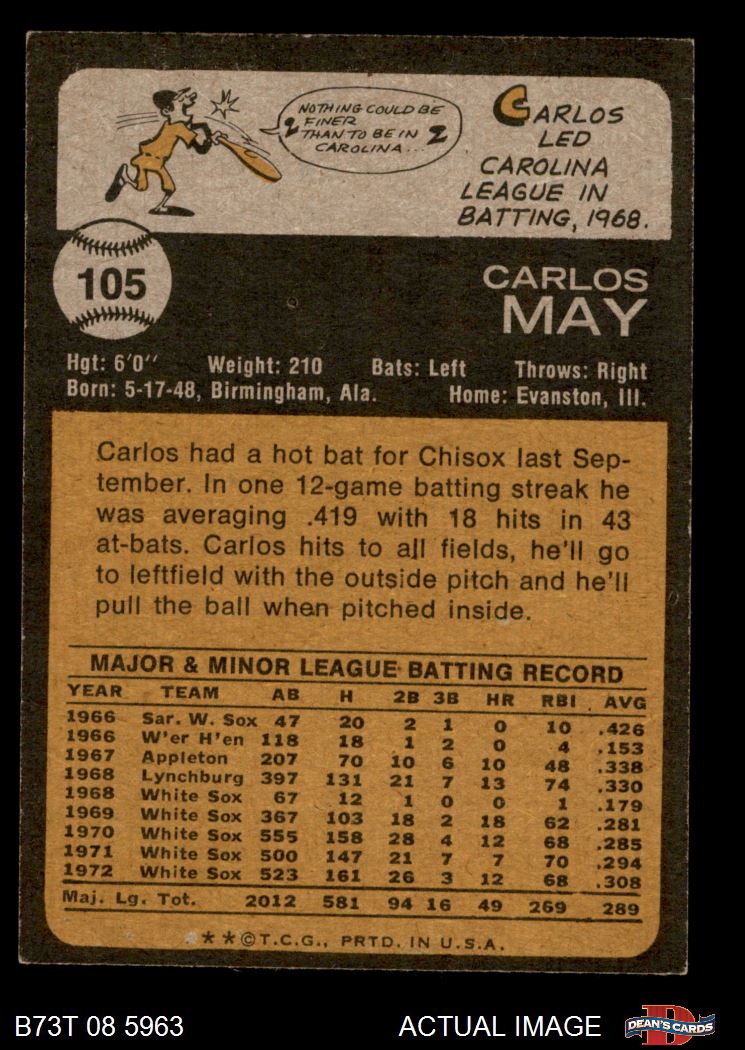 NOTHING COULD BE
FINER
THAN TO BE IN
CAROLINA...
CARLOS
LED
CAROLINA
LEAGUE IN
BATTING, 1968.
105
CARLOS
MAY
Hgt: 6'0" Weight: 210 Bats: Left Throws: Right
Born: 5-17-48, Birmingham, Ala. Home: Evanston, Ill.
Carlos had a hot bat for Chisox last Sep-
tember. In one 12-game batting streak he
was averaging .419 with 18 hits in 43
at-bats. Carlos hits to all fields, he'll go
to leftfield with the outside pitch and he'll
pull the ball when pitched inside.
MAJOR & MINOR LEAGUE BATTING RECORD
YEAR TEAM AB H 2B 3B HR RBI AVG
1966 Sar. W. Sox 47 20 2 1 0 10 .426
1966 W'er H'en 118 18 1 2 0 4 .153
1967 Appleton 207 70 10 6 10 48 .338
1968 Lynchburg 397 131 21 7 13 74 .330
1968 White Sox 67 12 1 0 0 1 .179
1969 White Sox 367 103 18 2 18 62 .281
1970 White Sox 555 158 28 4 12 68 .285
1971 White Sox 500 147 21 7 7 70 .294
1972 White Sox 523 161 26 3 12 68 .308
Maj. Lg. Tot. 2012 581 94 16 49 269 289
**©T.C.G., PRTD. IN U.S.A.
B73T 08 5963 ACTUAL IMAGE D DEAN'S CARDS